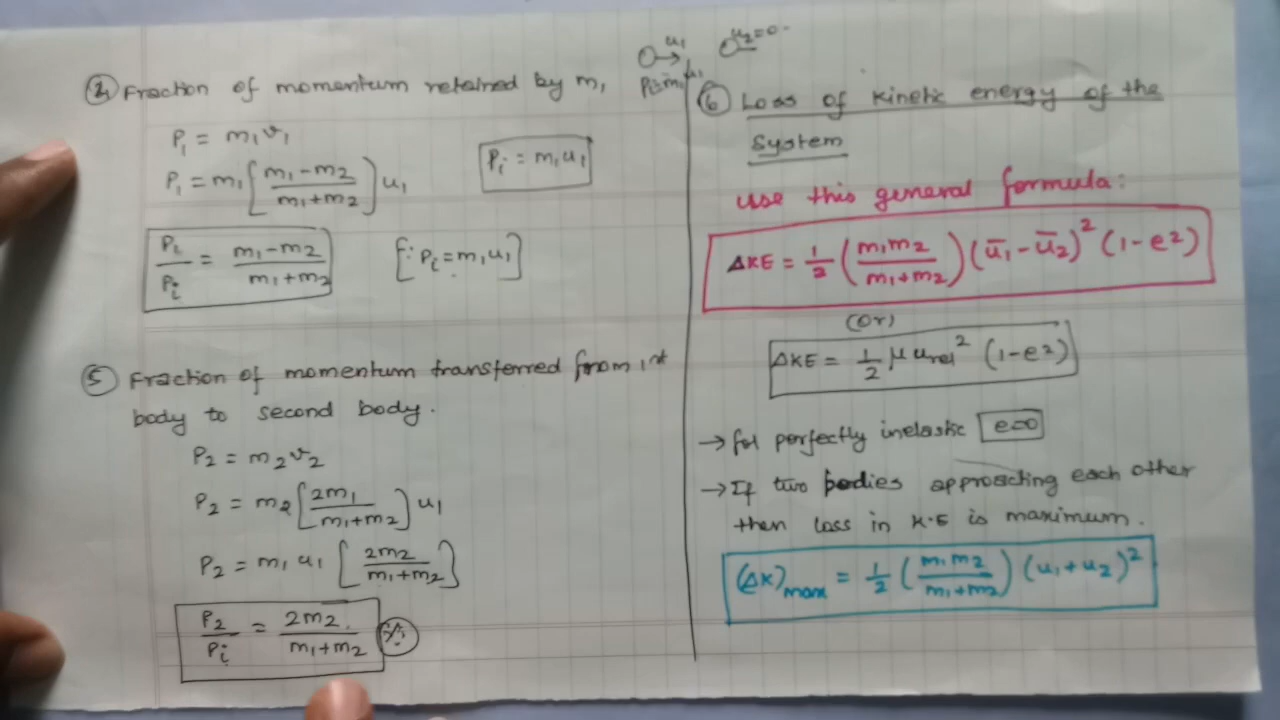 ④ Fraction of momentum retained by m₁
P₁ = m₁v₁
P₁ = m₁ [(m₁ - m₂)/(m₁ + m₂)] u₁
Pᵢ = m₁u₁
P₁/Pᵢ = (m₁ - m₂)/(m₁ + m₂) [∵ Pᵢ = m₁u₁]
⑤ Fraction of momentum transferred from 1st
body to second body.
P₂ = m₂v₂
P₂ = m₂ [2m₁/(m₁ + m₂)] u₁
P₂ = m₁ u₁ [2m₂/(m₁ + m₂)]
P₂/Pᵢ = 2m₂/(m₁ + m₂)
u₁ u₂=0
⑥ Loss of kinetic energy of the
System
Use this general formula:
ΔKE = 1/2 (m₁m₂/(m₁+m₂)) (ū₁ - ū₂)² (1 - e²)
(Or)
ΔKE = 1/2 μ u_rel² (1 - e²)
→ for perfectly inelastic e=0
→ If two bodies approacting each other
then loss in K.E is maximum.
(ΔK)max = 1/2 (m₁m₂/(m₁+m₂)) (u₁ + u₂)²